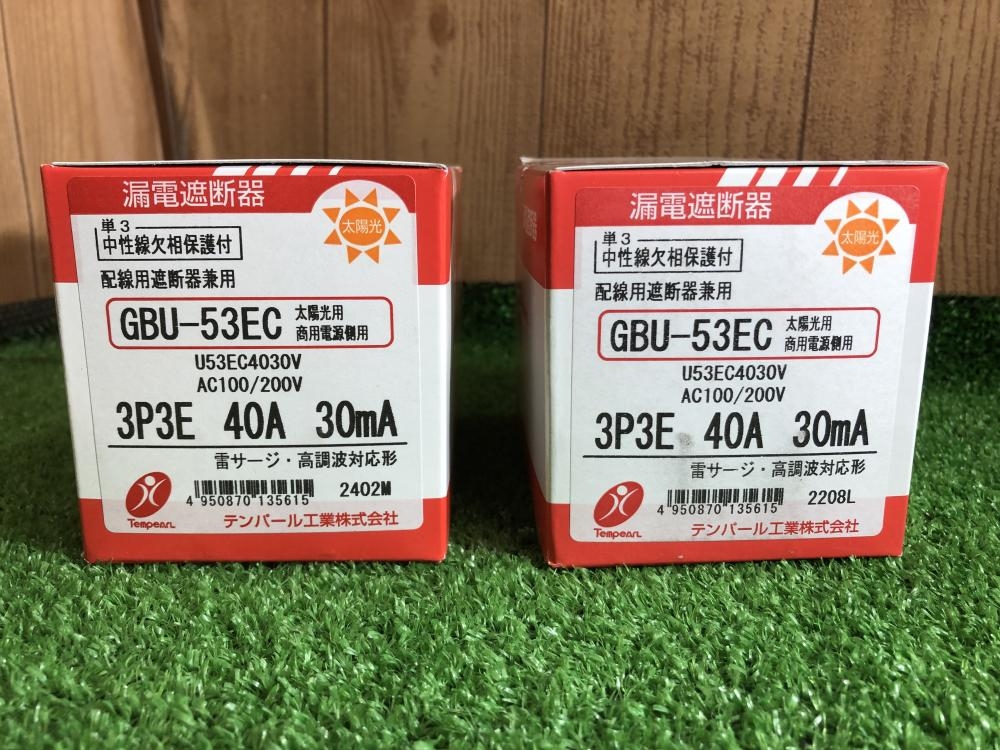 漏電遮断器
太陽光
単3
中性線欠相保護付
配線用遮断器兼用
GBU-53EC 太陽光用
商用電源側用
U53EC4030V
AC100/200V
3P3E 40A 30mA
雷サージ・高調波対応形
4 950870 135615 2402M
Tempearl テンパール工業株式会社
漏電遮断器
太陽光
単3
中性線欠相保護付
配線用遮断器兼用
GBU-53EC 太陽光用
商用電源側用
U53EC4030V
AC100/200V
3P3E 40A 30mA
雷サージ・高調波対応形
4 950870 135615 2208L
Tempearl テンパール工業株式会社